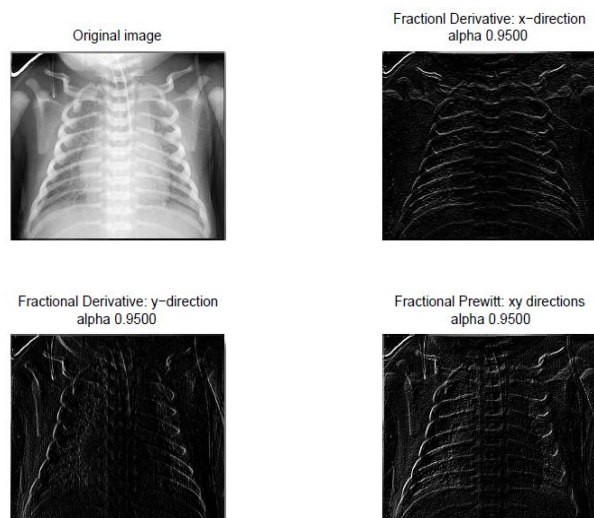 Original image
Fractionl Derivative: x-direction
alpha 0.9500
Fractional Derivative: y-direction
alpha 0.9500
Fractional Prewitt: xy directions
alpha 0.9500